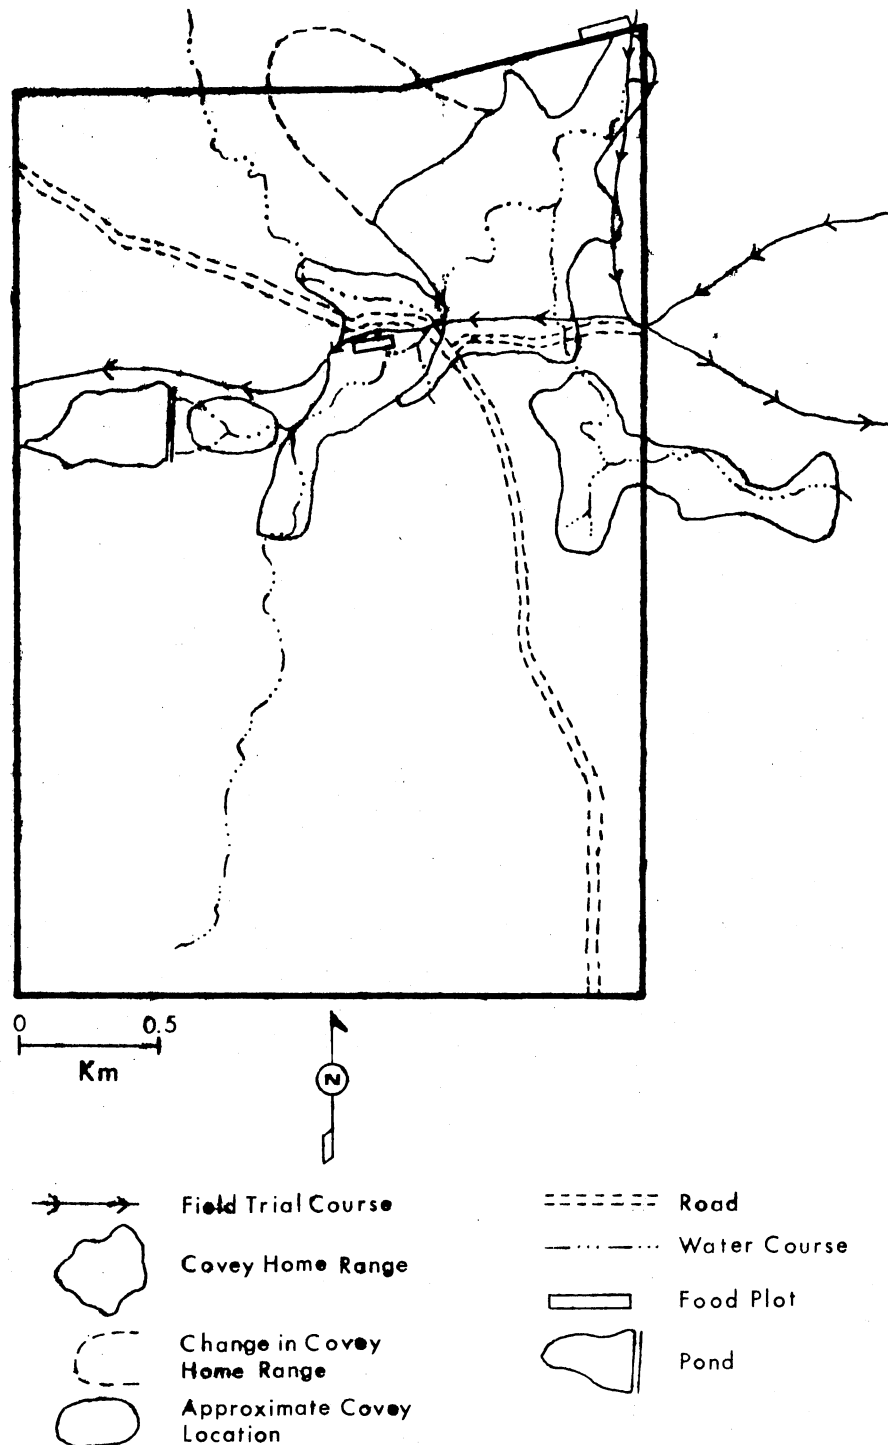 0 0.5
Km
N
Field Trial Course
Covey Home Range
Change in Covey
Home Range
Approximate Covey
Location
Road
Water Course
Food Plot
Pond